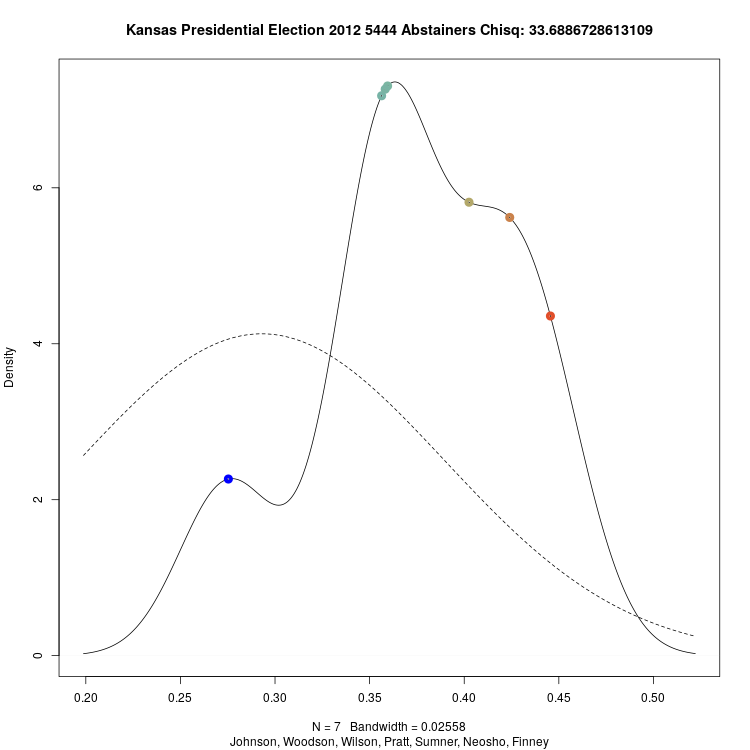 Kansas Presidential Election 2012 5444 Abstainers Chisq: 33.6886728613109
Density
6
4
2
0
0.20 0.25 0.30 0.35 0.40 0.45 0.50
N = 7 Bandwidth = 0.02558
Johnson, Woodson, Wilson, Pratt, Sumner, Neosho, Finney